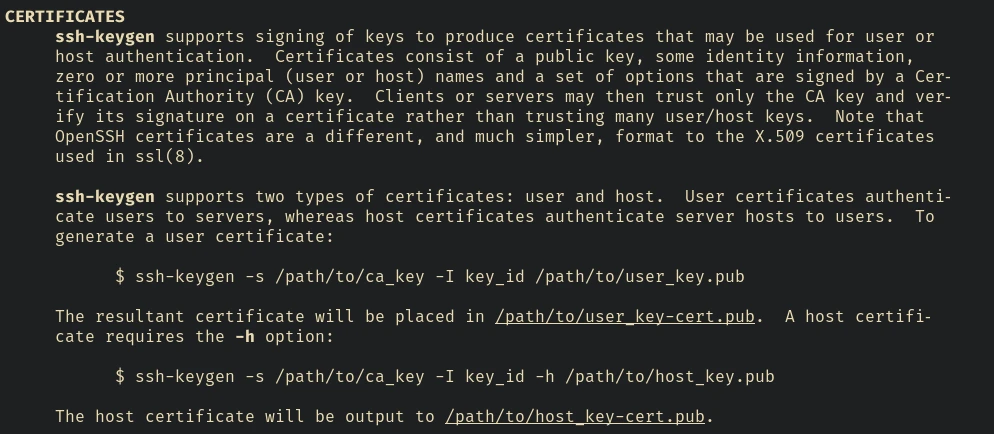 CERTIFICATES
ssh-keygen supports signing of keys to produce certificates that may be used for user or
host authentication.  Certificates consist of a public key, some identity information,
zero or more principal (user or host) names and a set of options that are signed by a Cer-
tification Authority (CA) key.  Clients or servers may then trust only the CA key and ver-
ify its signature on a certificate rather than trusting many user/host keys.  Note that
OpenSSH certificates are a different, and much simpler, format to the X.509 certificates
used in ssl(8).
ssh-keygen supports two types of certificates: user and host.  User certificates authenti-
cate users to servers, whereas host certificates authenticate server hosts to users.  To
generate a user certificate:
$ ssh-keygen -s /path/to/ca_key -I key_id /path/to/user_key.pub
The resultant certificate will be placed in /path/to/user_key-cert.pub.  A host certifi-
cate requires the -h option:
$ ssh-keygen -s /path/to/ca_key -I key_id -h /path/to/host_key.pub
The host certificate will be output to /path/to/host_key-cert.pub.